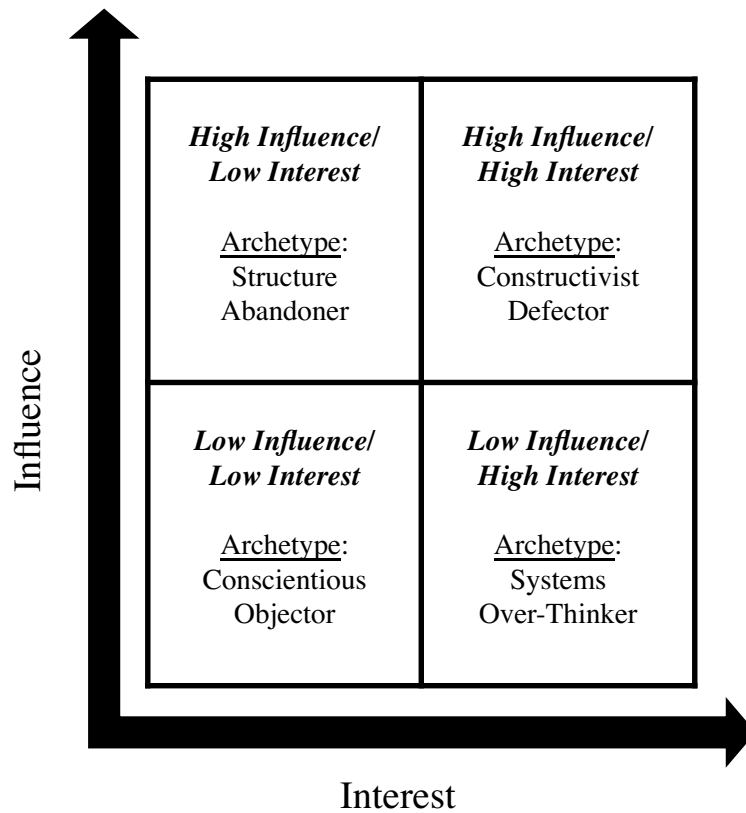 High Influence/
Low Interest
Archetype:
Structure
Abandoner
High Influence/
High Interest
Archetype:
Constructivist
Defector
Low Influence/
Low Interest
Archetype:
Conscientious
Objector
Low Influence/
High Interest
Archetype:
Systems
Over-Thinker
Influence
Interest